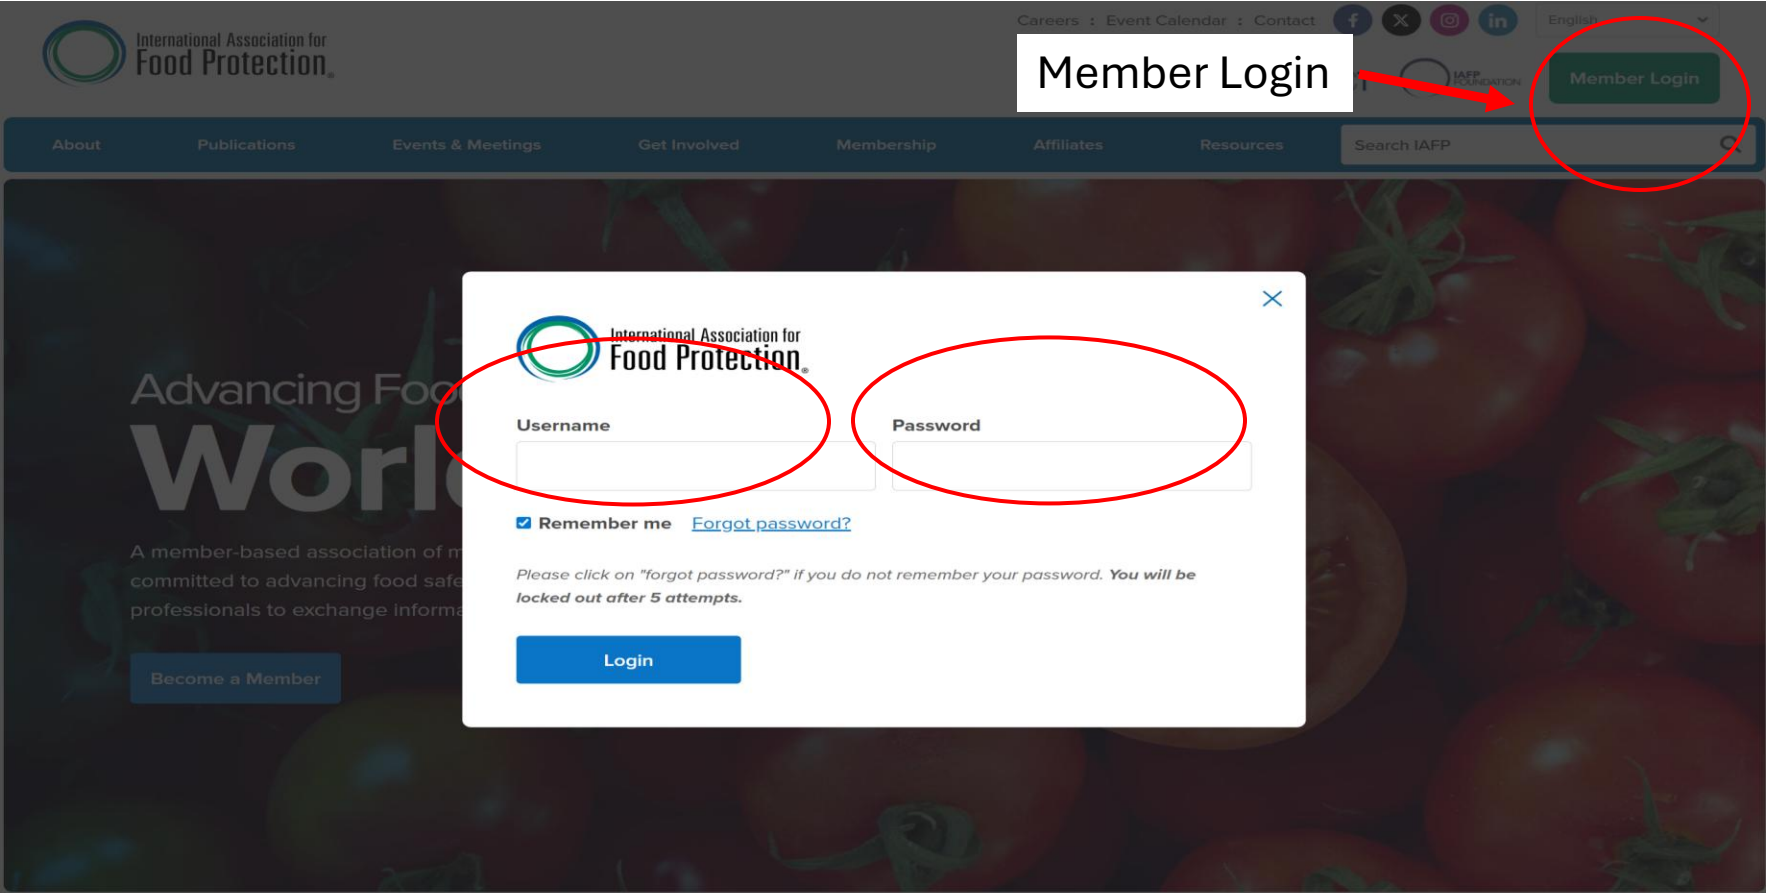 Careers : Event Calendar : Contact
English
International Association for
Food Protection®
Member Login
IAFP
FOUNDATION
Member Login
About
Publications
Events & Meetings
Get Involved
Membership
Affiliates
Resources
Search IAFP
International Association for
Food Protection®
Advancing Foo
Worl
Username
Password
Remember me
Forgot password?
A member-based association of m
committed to advancing food safe
professionals to exchange informa
Please click on "forgot password?" if you do not remember your password. You will be
locked out after 5 attempts.
Login
Become a Member